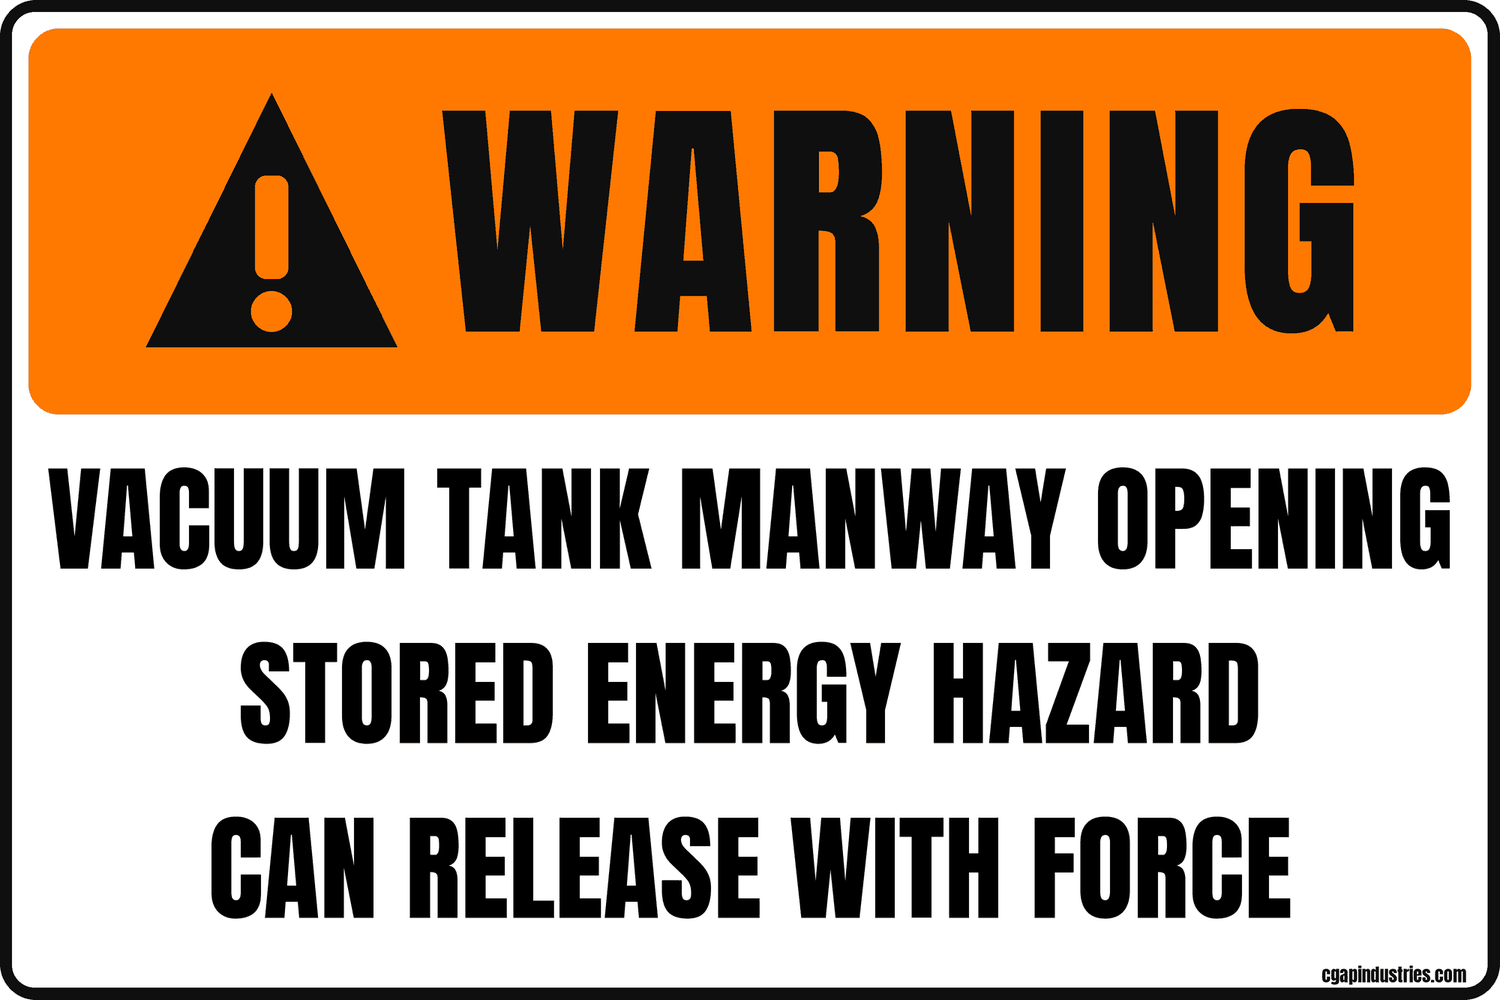 WARNING
VACUUM TANK MANWAY OPENING
STORED ENERGY HAZARD
CAN RELEASE WITH FORCE
cgapindustries.com